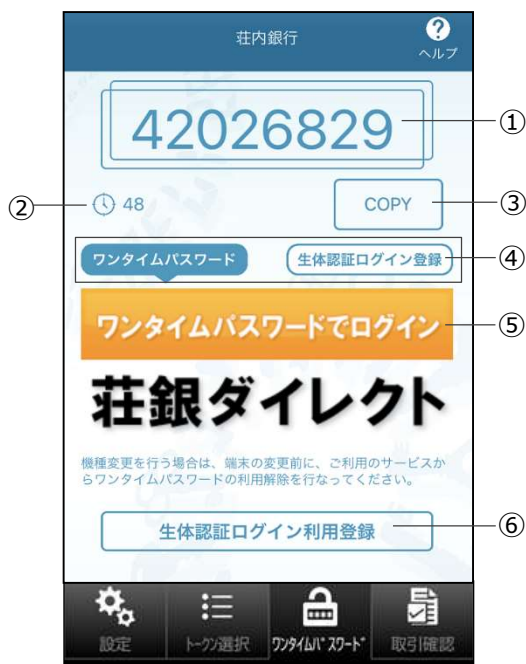 荘内銀行
?
ヘルプ
42026829
①
②
48
COPY
③
ワンタイムパスワード
生体認証ログイン登録
④
ワンタイムパスワードでログイン
⑤
荘銀ダイレクト
機種変更を行う場合は、端末の変更前に、ご利用のサービスか
らワンタイムパスワードの利用解除を行なってください。
生体認証ログイン利用登録
⑥
設定
トークン選択
ワンタイムパスワード
取引確認